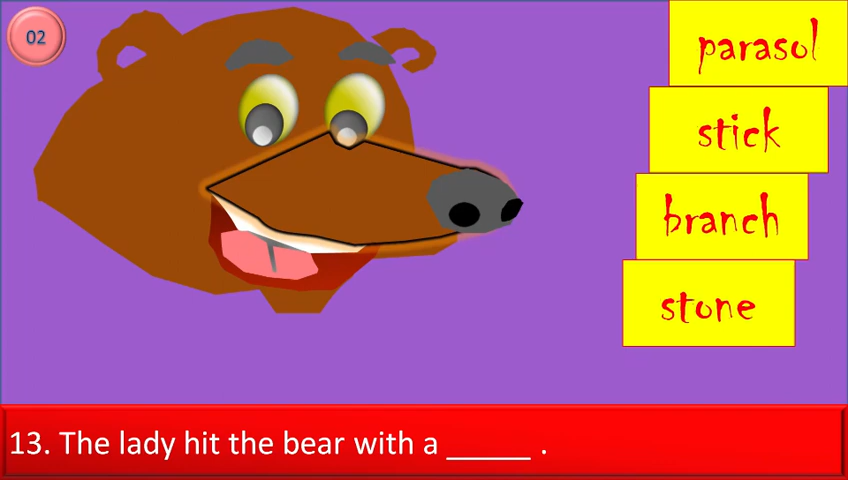 02
parasol
stick
branch
stone
13. The lady hit the bear with a _____ .